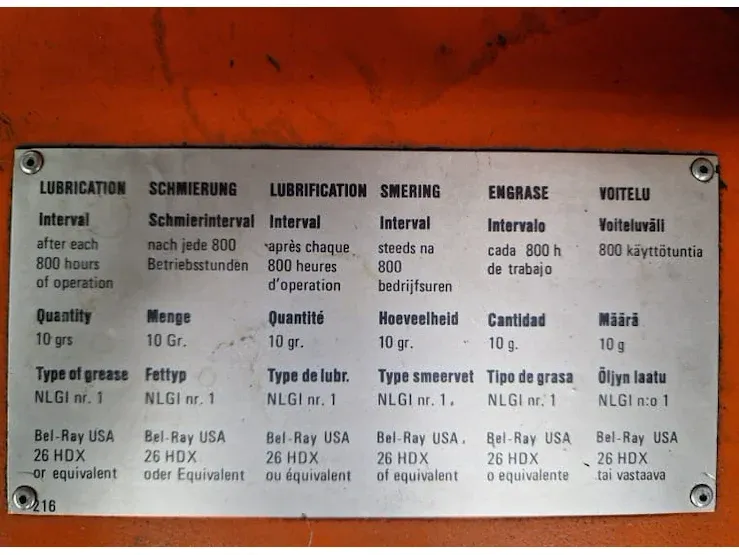 LUBRICATION
Interval
after each
800 hours
of operation
Quantity
10 grs
Type of grease
NLGI nr. 1
Bel-Ray USA
26 HDX
or equivalent
SCHMIERUNG
Schmierinterval
nach jede 800
Betriebsstunden
Menge
10 Gr.
Fettyp
NLGI nr. 1
Bel-Ray USA
26 HDX
oder Equivalent
LUBRIFICATION
Interval
après chaque
800 heures
d'operation
Quantité
10 gr.
Type de lubr.
NLGI nr. 1
Bel-Ray USA
26 HDX
ou équivalent
SMERING
Interval
steeds na
800
bedrijfsuren
Hoeveelheid
10 gr.
Type smeervet
NLGI nr. 1.
Bel-Ray USA.
26 HDX
of equivalent
ENGRASE
Intervalo
cada 800 h
de trabajo
Cantidad
10 g.
Tipo de grasa
NLGI nr. 1
Bel-Ray USA
26 HDX
o equivalente
VOITELU
Voiteluväli
800 käyttötuntia
Määrä
10 g
Öljyn laatu
NLGI n:o 1
Bel-Ray USA
26 HDX
tai vastaava
216